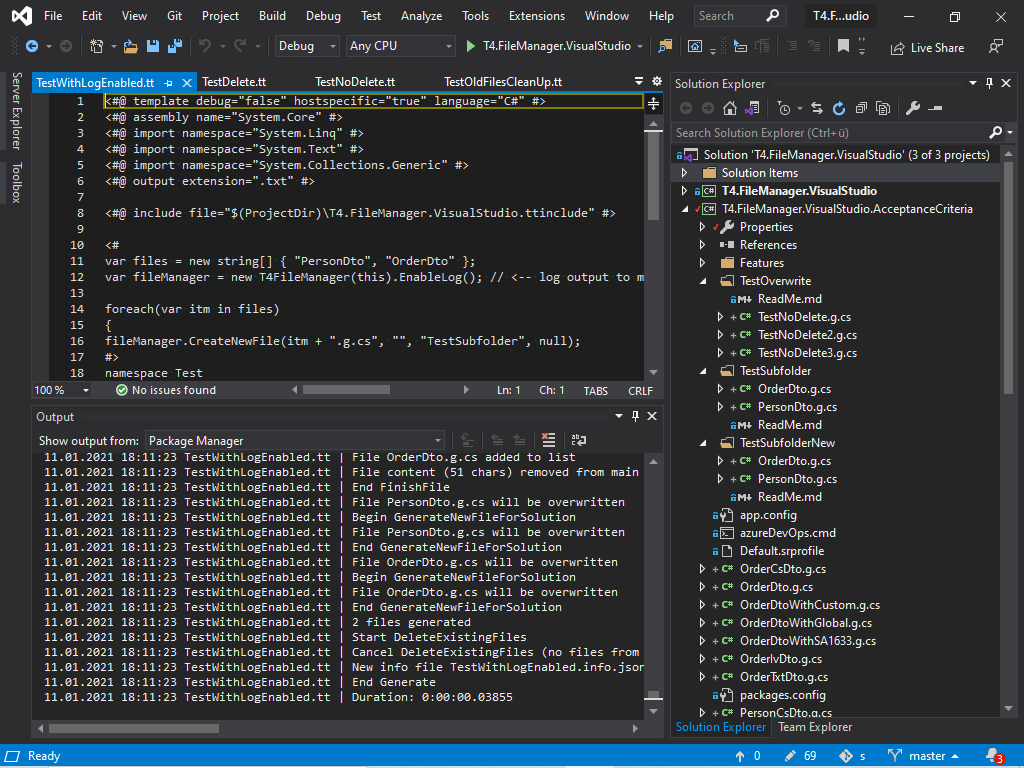 File Edit View Git Project Build Debug Test Analyze Tools Extensions Window Help Search T4.F...udio
Debug Any CPU T4.FileManager.VisualStudio Live Share
Server Explorer
Toolbox
TestWithLogEnabled.tt TestDelete.tt TestNoDelete.tt TestOldFilesCleanUp.tt
1 <#@ template debug="false" hostspecific="true" language="C#" #>
2 <#@ assembly name="System.Core" #>
3 <#@ import namespace="System.Linq" #>
4 <#@ import namespace="System.Text" #>
5 <#@ import namespace="System.Collections.Generic" #>
6 <#@ output extension=".txt" #>
7
8 <#@ include file="$(ProjectDir)\T4.FileManager.VisualStudio.ttinclude" #>
9
10 <#
11 var files = new string[] { "PersonDto", "OrderDto" };
12 var fileManager = new T4FileManager(this).EnableLog(); // <-- log output to m
13
14 foreach(var itm in files)
15 {
16 fileManager.CreateNewFile(itm + ".g.cs", "", "TestSubfolder", null);
17 #>
18 namespace Test
100 % No issues found Ln: 1 Ch: 1 TABS CRLF
Output
Show output from: Package Manager
11.01.2021 18:11:23 TestWithLogEnabled.tt | File OrderDto.g.cs added to list
11.01.2021 18:11:23 TestWithLogEnabled.tt | File content (51 chars) removed from main
11.01.2021 18:11:23 TestWithLogEnabled.tt | End FinishFile
11.01.2021 18:11:23 TestWithLogEnabled.tt | File PersonDto.g.cs will be overwritten
11.01.2021 18:11:23 TestWithLogEnabled.tt | Begin GenerateNewFileForSolution
11.01.2021 18:11:23 TestWithLogEnabled.tt | File PersonDto.g.cs will be overwritten
11.01.2021 18:11:23 TestWithLogEnabled.tt | End GenerateNewFileForSolution
11.01.2021 18:11:23 TestWithLogEnabled.tt | File OrderDto.g.cs will be overwritten
11.01.2021 18:11:23 TestWithLogEnabled.tt | Begin GenerateNewFileForSolution
11.01.2021 18:11:23 TestWithLogEnabled.tt | File OrderDto.g.cs will be overwritten
11.01.2021 18:11:23 TestWithLogEnabled.tt | End GenerateNewFileForSolution
11.01.2021 18:11:23 TestWithLogEnabled.tt | 2 files generated
11.01.2021 18:11:23 TestWithLogEnabled.tt | Start DeleteExistingFiles
11.01.2021 18:11:23 TestWithLogEnabled.tt | Cancel DeleteExistingFiles (no files from
11.01.2021 18:11:23 TestWithLogEnabled.tt | New info file TestWithLogEnabled.info.json
11.01.2021 18:11:23 TestWithLogEnabled.tt | End Generate
11.01.2021 18:11:23 TestWithLogEnabled.tt | Duration: 0:00:00.03855
Solution Explorer
Search Solution Explorer (Ctrl+ü)
Solution 'T4.FileManager.VisualStudio' (3 of 3 projects)
Solution Items
C# T4.FileManager.VisualStudio
C# T4.FileManager.VisualStudio.AcceptanceCriteria
Properties
References
Features
TestOverwrite
M+ ReadMe.md
+ C# TestNoDelete.g.cs
+ C# TestNoDelete2.g.cs
+ C# TestNoDelete3.g.cs
TestSubfolder
+ C# OrderDto.g.cs
+ C# PersonDto.g.cs
M+ ReadMe.md
TestSubfolderNew
+ C# OrderDto.g.cs
+ C# PersonDto.g.cs
M+ ReadMe.md
app.config
azureDevOps.cmd
Default.srprofile
+ C# OrderCsDto.g.cs
+ C# OrderDto.g.cs
+ C# OrderDtoWithCustom.g.cs
+ C# OrderDtoWithGlobal.g.cs
+ C# OrderDtoWithSA1633.g.cs
+ C# OrderIvDto.g.cs
+ C# OrderTxtDto.g.cs
packages.config
+ C# PersonCsDto.g.cs
Solution Explorer Team Explorer
Ready 0 69 s master 3